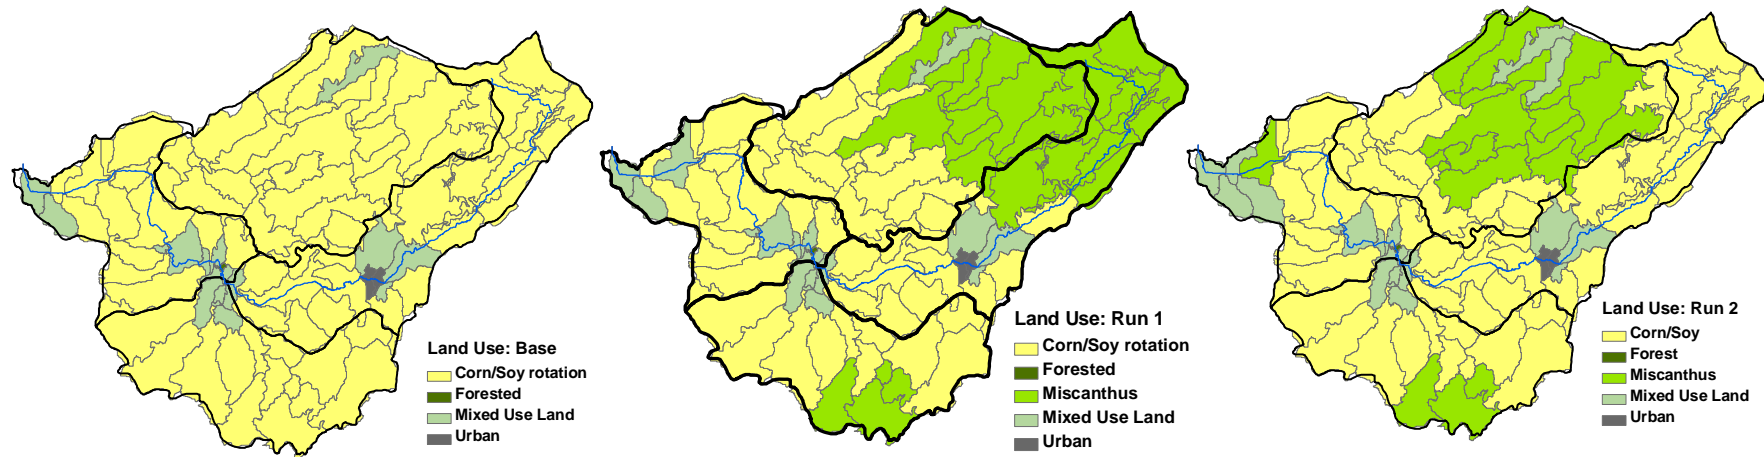 Land Use: Base
Corn/Soy rotation
Forested
Mixed Use Land
Urban
Land Use: Run 1
Corn/Soy rotation
Forested
Miscanthus
Mixed Use Land
Urban
Land Use: Run 2
Corn/Soy
Forest
Miscanthus
Mixed Use Land
Urban